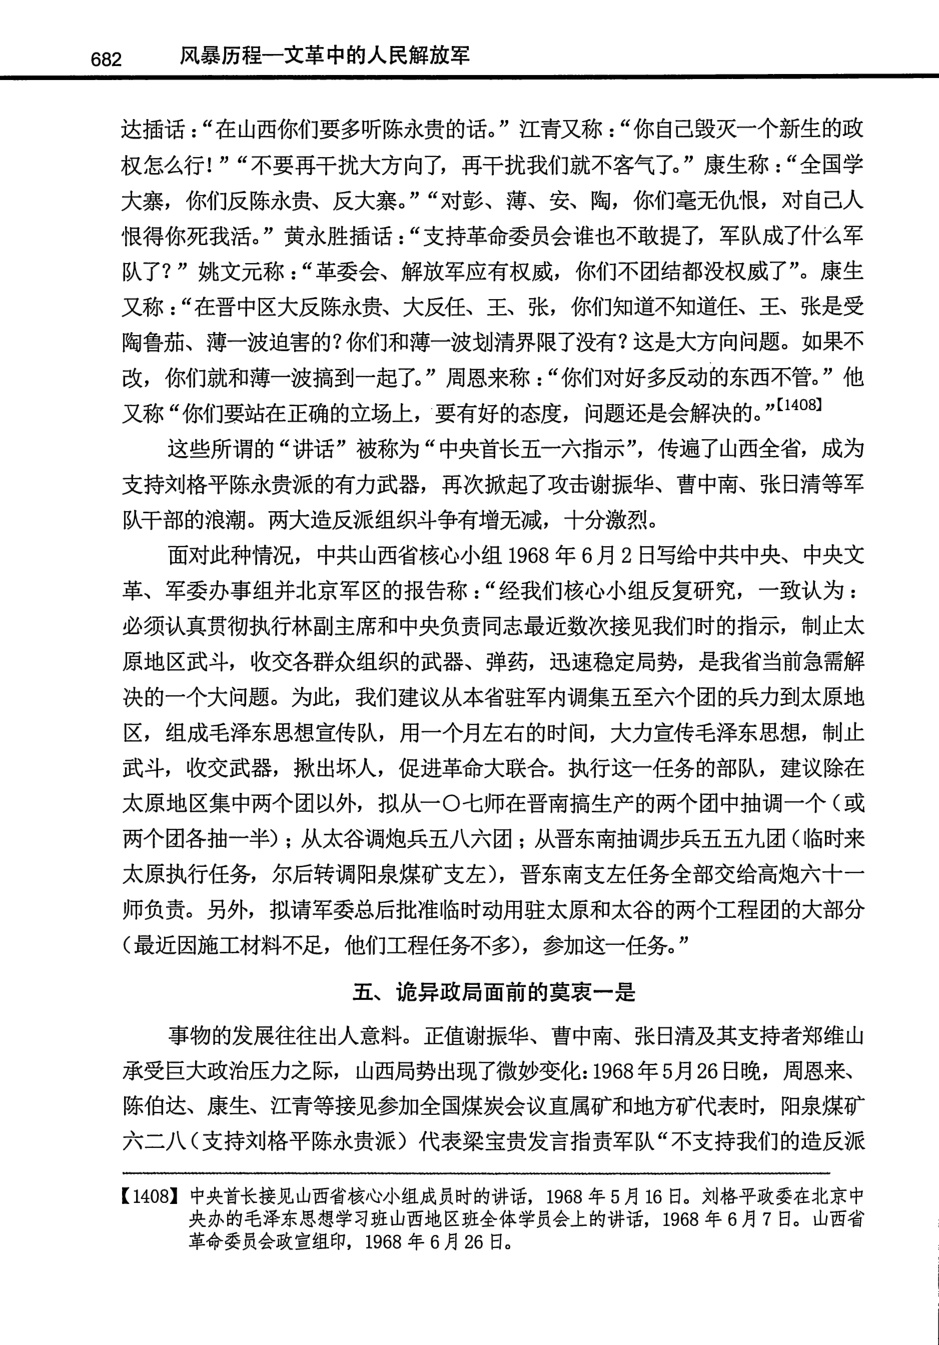 682 风暴历程—文革中的人民解放军
达插话：“在山西你们要多听陈永贵的话。”江青又称：“你自己毁灭一个新生的政
权怎么行！”“不要再干扰大方向了，再干扰我们就不客气了。”康生称：“全国学
大寨，你们反陈永贵、反大寨。”“对彭、薄、安、陶，你们毫无仇恨，对自己人
恨得你死我活。”黄永胜插话：“支持革命委员会谁也不敢提了，军队成了什么军
队了？”姚文元称：“革委会、解放军应有权威，你们不团结都没权威了”。康生
又称：“在晋中区大反陈永贵、大反任、王、张，你们知道不知道任、王、张是受
陶鲁茄、薄一波迫害的？你们和薄一波划清界限了没有？这是大方向问题。如果不
改，你们就和薄一波搞到一起了。”周恩来称：“你们对好多反动的东西不管。”他
又称“你们要站在正确的立场上，要有好的态度，问题还是会解决的。”【1408】
这些所谓的“讲话”被称为“中央首长五一六指示”，传遍了山西全省，成为
支持刘格平陈永贵派的有力武器，再次掀起了攻击谢振华、曹中南、张日清等军
队干部的浪潮。两大造反派组织斗争有增无减，十分激烈。
面对此种情况，中共山西省核心小组 1968 年 6 月 2 日写给中共中央、中央文
革、军委办事组并北京军区的报告称：“经我们核心小组反复研究，一致认为：
必须认真贯彻执行林副主席和中央负责同志最近数次接见我们时的指示，制止太
原地区武斗，收交各群众组织的武器、弹药，迅速稳定局势，是我省当前急需解
决的一个大问题。为此，我们建议从本省驻军内调集五至六个团的兵力到太原地
区，组成毛泽东思想宣传队，用一个月左右的时间，大力宣传毛泽东思想，制止
武斗，收交武器，揪出坏人，促进革命大联合。执行这一任务的部队，建议除在
太原地区集中两个团以外，拟从一〇七师在晋南搞生产的两个团中抽调一个（或
两个团各抽一半）；从太谷调炮兵五八六团；从晋东南抽调步兵五五九团（临时来
太原执行任务，尔后转调阳泉煤矿支左），晋东南支左任务全部交给高炮六十一
师负责。另外，拟请军委总后批准临时动用驻太原和太谷的两个工程团的大部分
（最近因施工材料不足，他们工程任务不多），参加这一任务。”
五、诡异政局面前的莫衷一是
事物的发展往往出人意料。正值谢振华、曹中南、张日清及其支持者郑维山
承受巨大政治压力之际，山西局势出现了微妙变化：1968 年 5 月 26 日晚，周恩来、
陈伯达、康生、江青等接见参加全国煤炭会议直属矿和地方矿代表时，阳泉煤矿
六二八（支持刘格平陈永贵派）代表梁宝贵发言指责军队“不支持我们的造反派
【1408】中央首长接见山西省核心小组成员时的讲话，1968 年 5 月 16 日。刘格平政委在北京中
央办的毛泽东思想学习班山西地区班全体学员会上的讲话，1968 年 6 月 7 日。山西省
革命委员会政宣组印，1968 年 6 月 26 日。